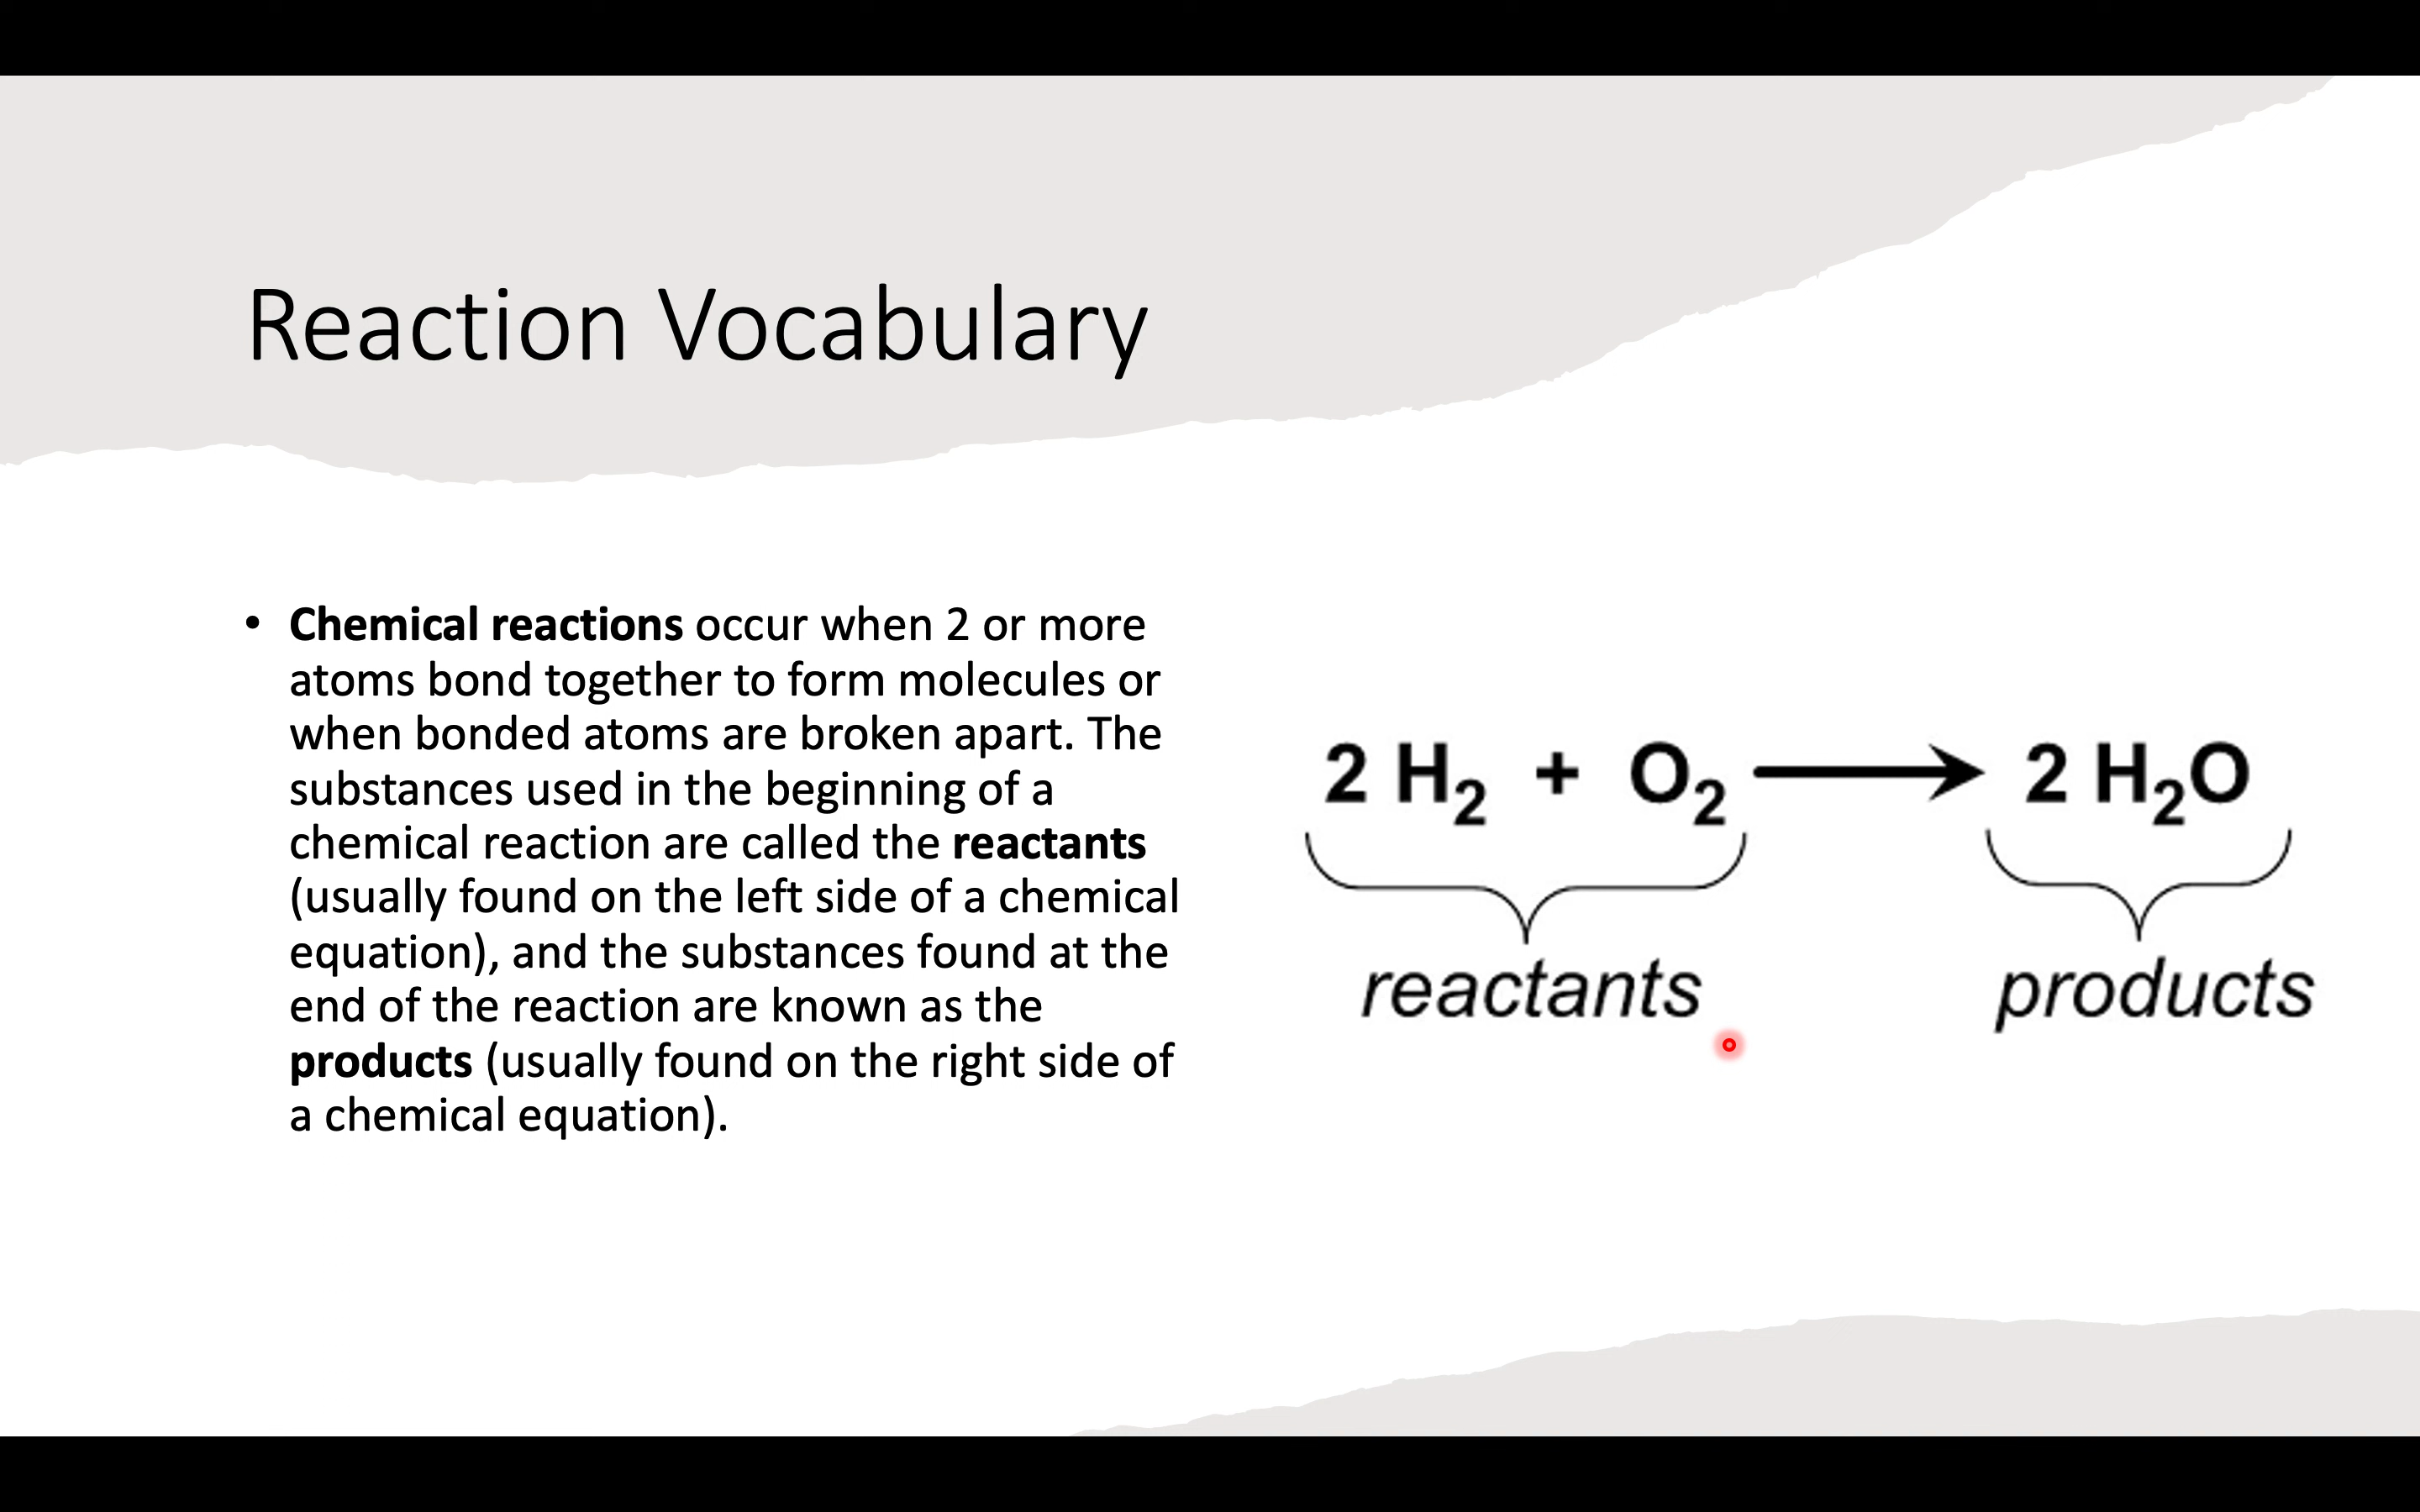 Reaction Vocabulary
• Chemical reactions occur when 2 or more
atoms bond together to form molecules or
when bonded atoms are broken apart. The
substances used in the beginning of a
chemical reaction are called the reactants
(usually found on the left side of a chemical
equation), and the substances found at the
end of the reaction are known as the
products (usually found on the right side of
a chemical equation).
2 H₂ + O₂ → 2 H₂O
reactants products